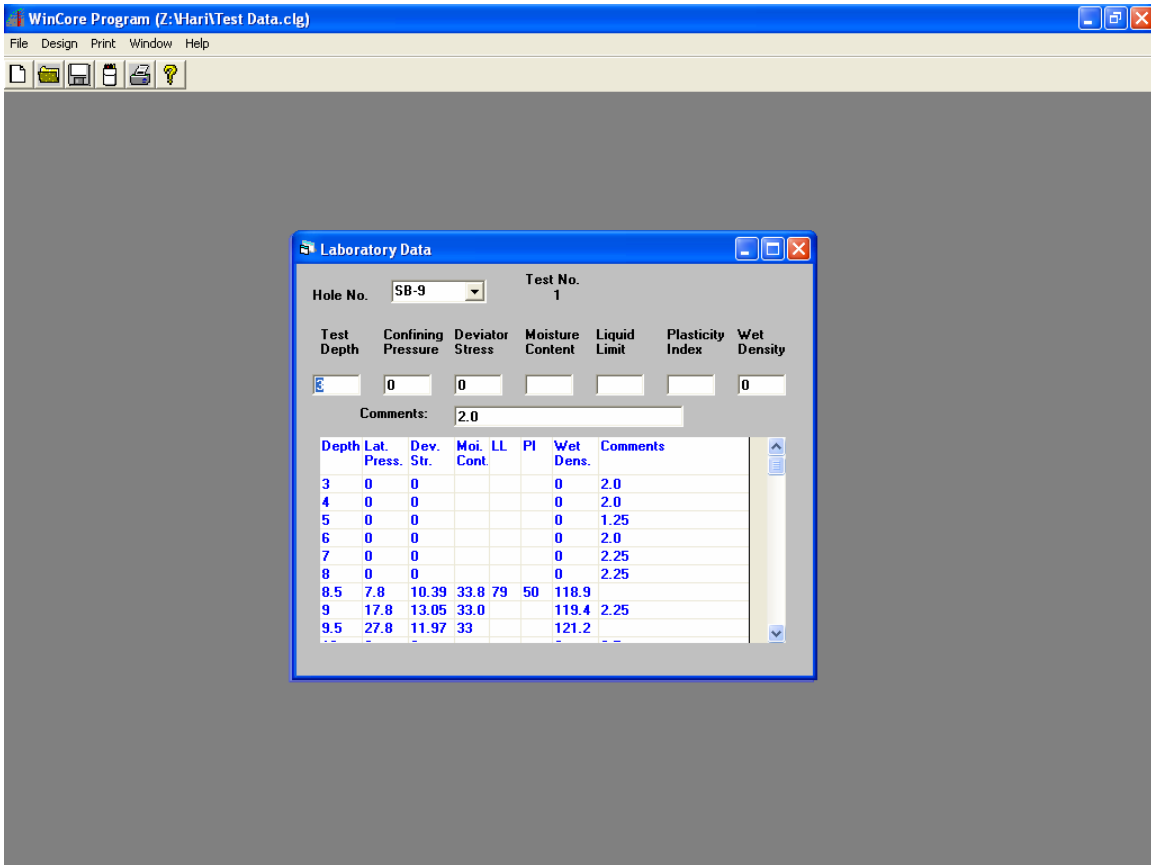 WinCore Program (Z:\Hari\Test Data.clg)
File Design Print Window Help
Laboratory Data
Hole No. SB-9 Test No.
1
Test Confining Deviator Moisture Liquid Plasticity Wet
Depth Pressure Stress Content Limit Index Density
3 0 0 0
Comments: 2.0
Depth Lat. Dev. Moi. LL PI Wet Comments
Press. Str. Cont. Dens.
3 0 0 0 2.0
4 0 0 0 2.0
5 0 0 0 1.25
6 0 0 0 2.0
7 0 0 0 2.25
8 0 0 0 2.25
8.5 7.8 10.39 33.8 79 50 118.9
9 17.8 13.05 33.0 119.4 2.25
9.5 27.8 11.97 33 121.2